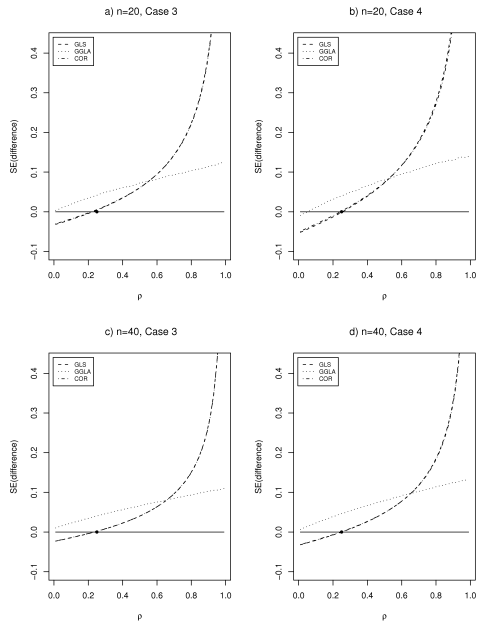 a) n=20, Case 3
GLS
GGLA
COR
SE(difference)
−0.1 0.0 0.1 0.2 0.3 0.4
0.0 0.2 0.4 0.6 0.8 1.0
ρ
b) n=20, Case 4
GLS
GGLA
COR
SE(difference)
−0.1 0.0 0.1 0.2 0.3 0.4
0.0 0.2 0.4 0.6 0.8 1.0
ρ
c) n=40, Case 3
GLS
GGLA
COR
SE(difference)
−0.1 0.0 0.1 0.2 0.3 0.4
0.0 0.2 0.4 0.6 0.8 1.0
ρ
d) n=40, Case 4
GLS
GGLA
COR
SE(difference)
−0.1 0.0 0.1 0.2 0.3 0.4
0.0 0.2 0.4 0.6 0.8 1.0
ρ